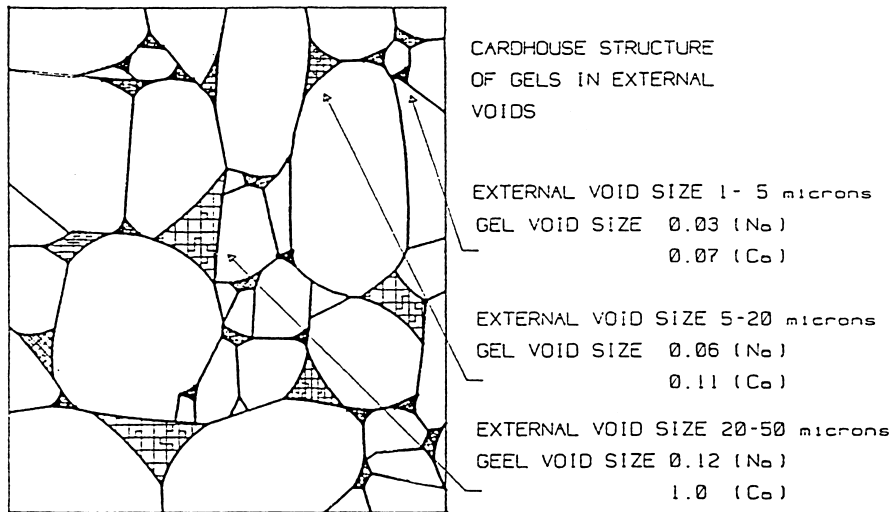 CARDHOUSE STRUCTURE
OF GELS IN EXTERNAL
VOIDS
EXTERNAL VOID SIZE 1- 5 microns
GEL VOID SIZE 0.03 (Na)
0.07 (Ca)
EXTERNAL VOID SIZE 5-20 microns
GEL VOID SIZE 0.06 (Na)
0.11 (Ca)
EXTERNAL VOID SIZE 20-50 microns
GEEL VOID SIZE 0.12 (Na)
1.0 (Ca)